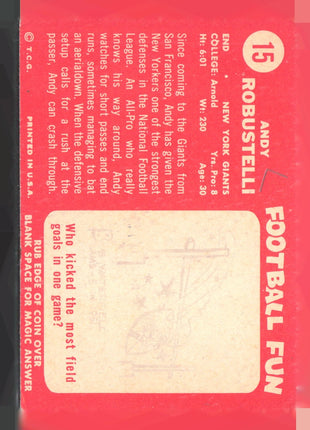 15
ANDY
ROBUSTELLI
END • NEW YORK GIANTS
COLLEGE: Arnold Yrs. Pro: 8
Ht: 6:01 Wt: 230 Age: 30
Since coming to the Giants from
San Francisco, Andy has given the
New Yorkers one of the strongest
defenses in the National Football
League. An All-Pro who really
knows his way around, Andy
watches for short passes and end
runs, sometimes managing to bat
an aerial down. When the defensive
setup calls for a rush at the
passer, Andy can crash through.
© T.C.G. PRINTED IN U.S.A.
FOOTBALL FUN
Who kicked the most field
goals in one game?
RUB EDGE OF COIN OVER
BLANK SPACE FOR MAGIC ANSWER